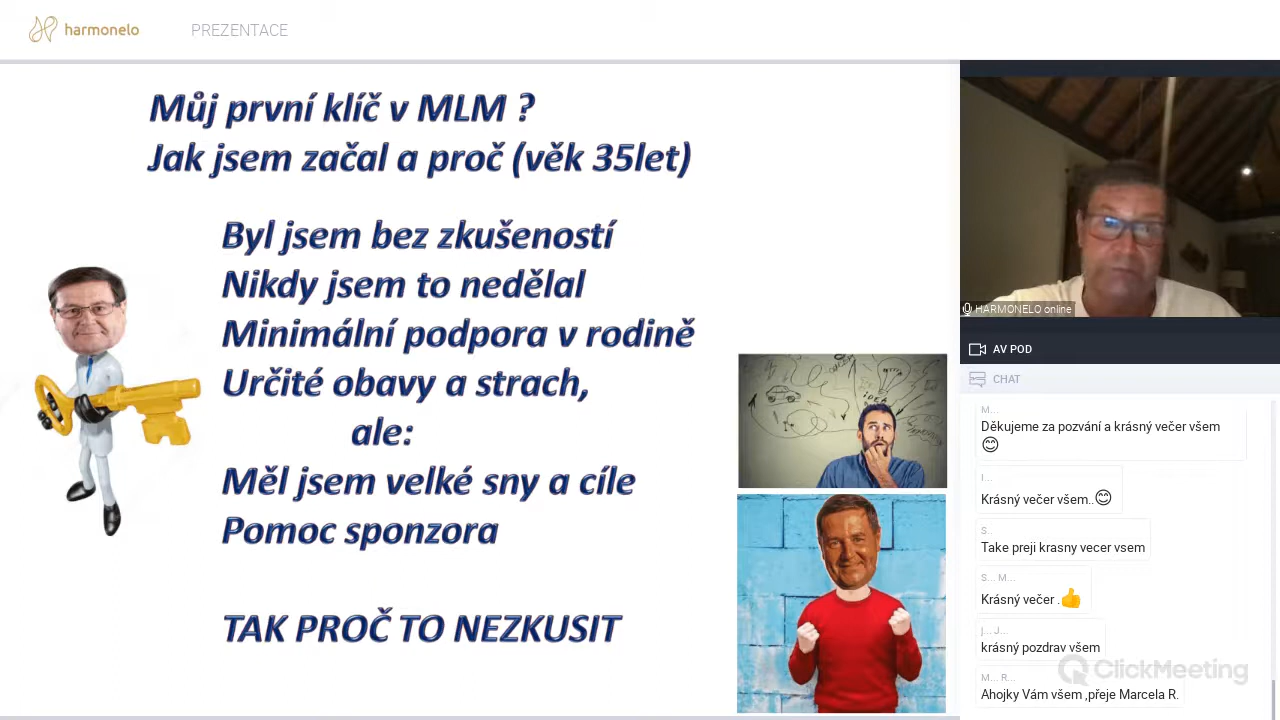 harmonelo
PREZENTACE
Můj první klíč v MLM ?
Jak jsem začal a proč (věk 35let)
Byl jsem bez zkušeností
Nikdy jsem to nedělal
Minimální podpora v rodině
Určité obavy a strach,
ale:
Měl jsem velké sny a cíle
Pomoc sponzora
TAK PROČ TO NEZKUSIT
IDEA
HARMONELO online
AV POD
CHAT
M...
Děkujeme za pozvání a krásný večer všem
😊
I...
Krásný večer všem..😊
S..
Take preji krasny vecer vsem
S... M...
Krásný večer .👍
J... J...
krásný pozdrav všem
ClickMeeting
M... R...
Ahojky Vám všem ,přeje Marcela R.